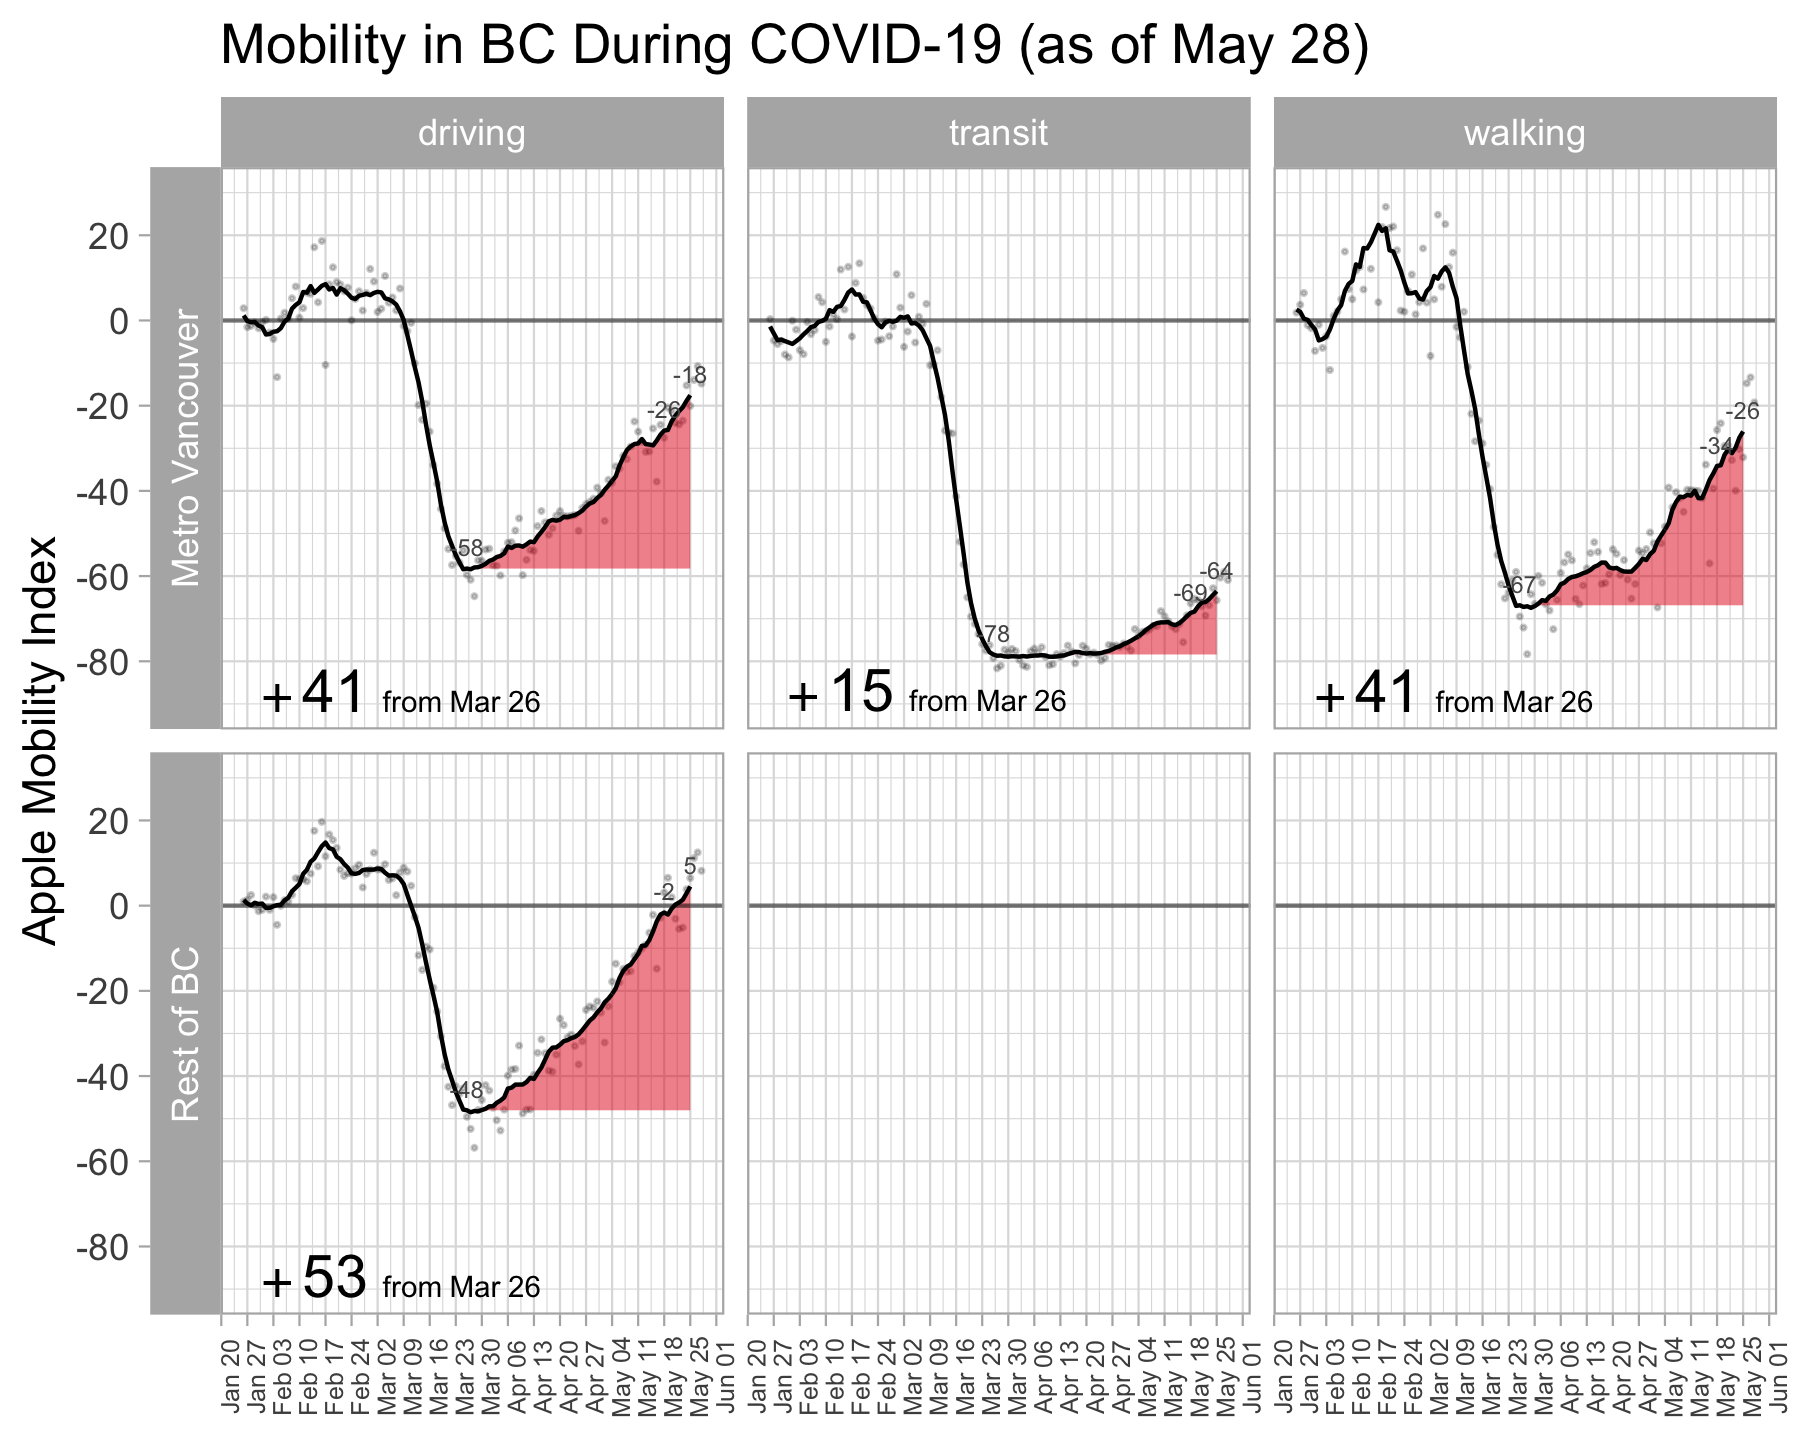 Mobility in BC During COVID-19 (as of May 28)
driving
transit
walking
Apple Mobility Index
Metro Vancouver
20
0
-20
-40
-60
-80
-58
-26
-18
+41 from Mar 26
-78
-69
-64
+15 from Mar 26
-67
-34
-26
+41 from Mar 26
Rest of BC
20
0
-20
-40
-60
-80
-48
-2
5
+53 from Mar 26
Jan 20
Jan 27
Feb 03
Feb 10
Feb 17
Feb 24
Mar 02
Mar 09
Mar 16
Mar 23
Mar 30
Apr 06
Apr 13
Apr 20
Apr 27
May 04
May 11
May 18
May 25
Jun 01
Jan 20
Jan 27
Feb 03
Feb 10
Feb 17
Feb 24
Mar 02
Mar 09
Mar 16
Mar 23
Mar 30
Apr 06
Apr 13
Apr 20
Apr 27
May 04
May 11
May 18
May 25
Jun 01
Jan 20
Jan 27
Feb 03
Feb 10
Feb 17
Feb 24
Mar 02
Mar 09
Mar 16
Mar 23
Mar 30
Apr 06
Apr 13
Apr 20
Apr 27
May 04
May 11
May 18
May 25
Jun 01